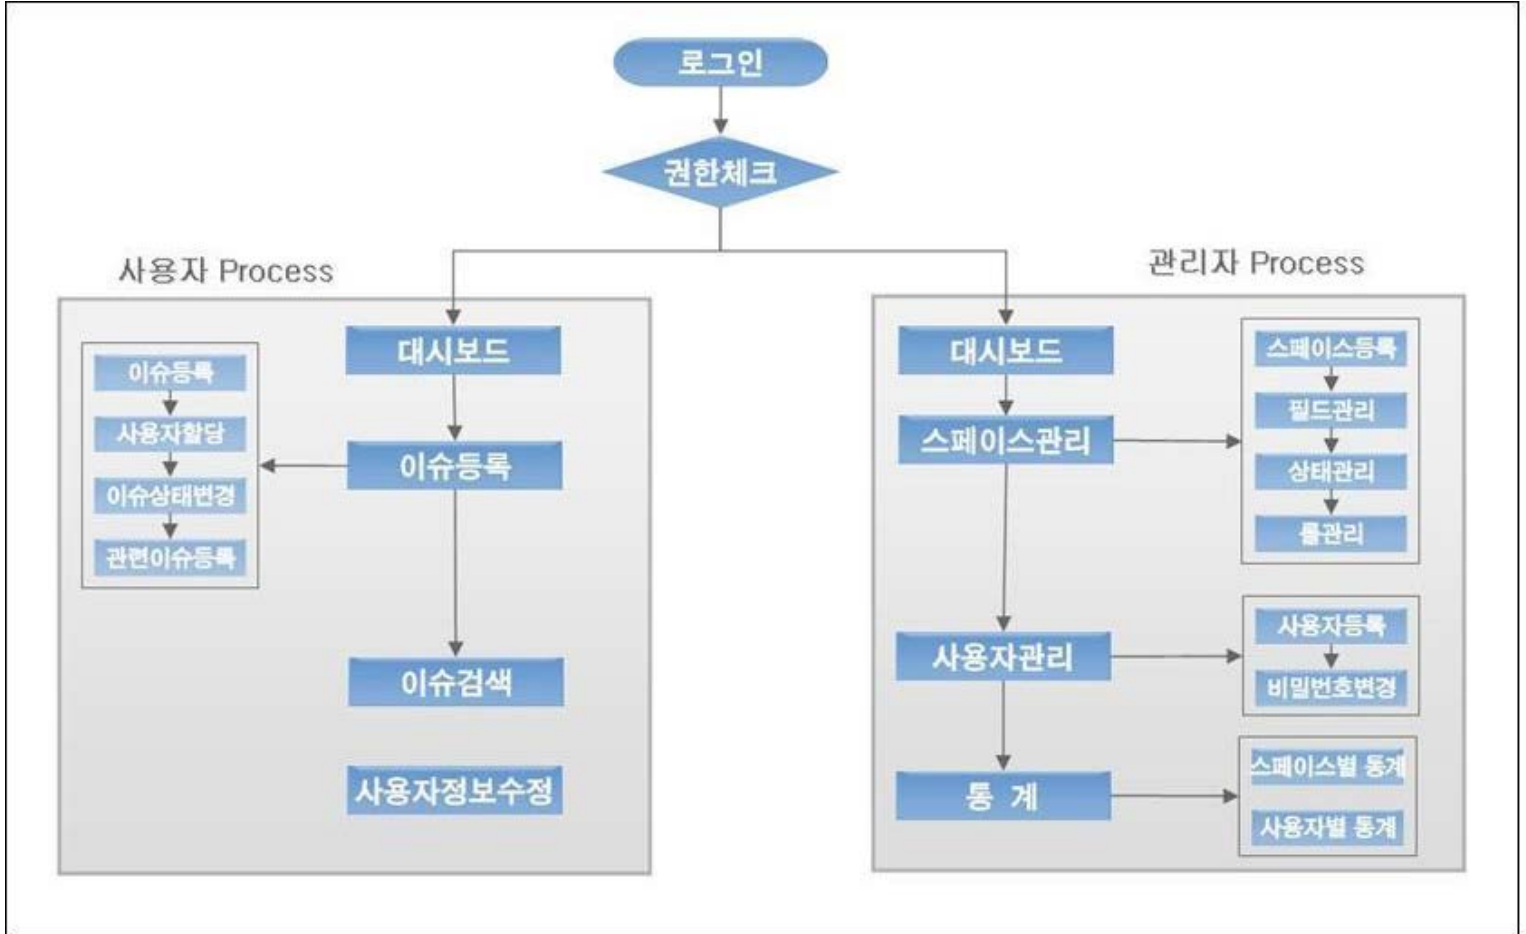 로그인
권한체크
사용자 Process
대시보드
이슈등록
이슈등록
사용자할당
이슈상태변경
관련이슈등록
이슈검색
사용자정보수정
관리자 Process
대시보드
스페이스관리
스페이스등록
필드관리
상태관리
롤관리
사용자관리
사용자등록
비밀번호변경
통 계
스페이스별 통계
사용자별 통계